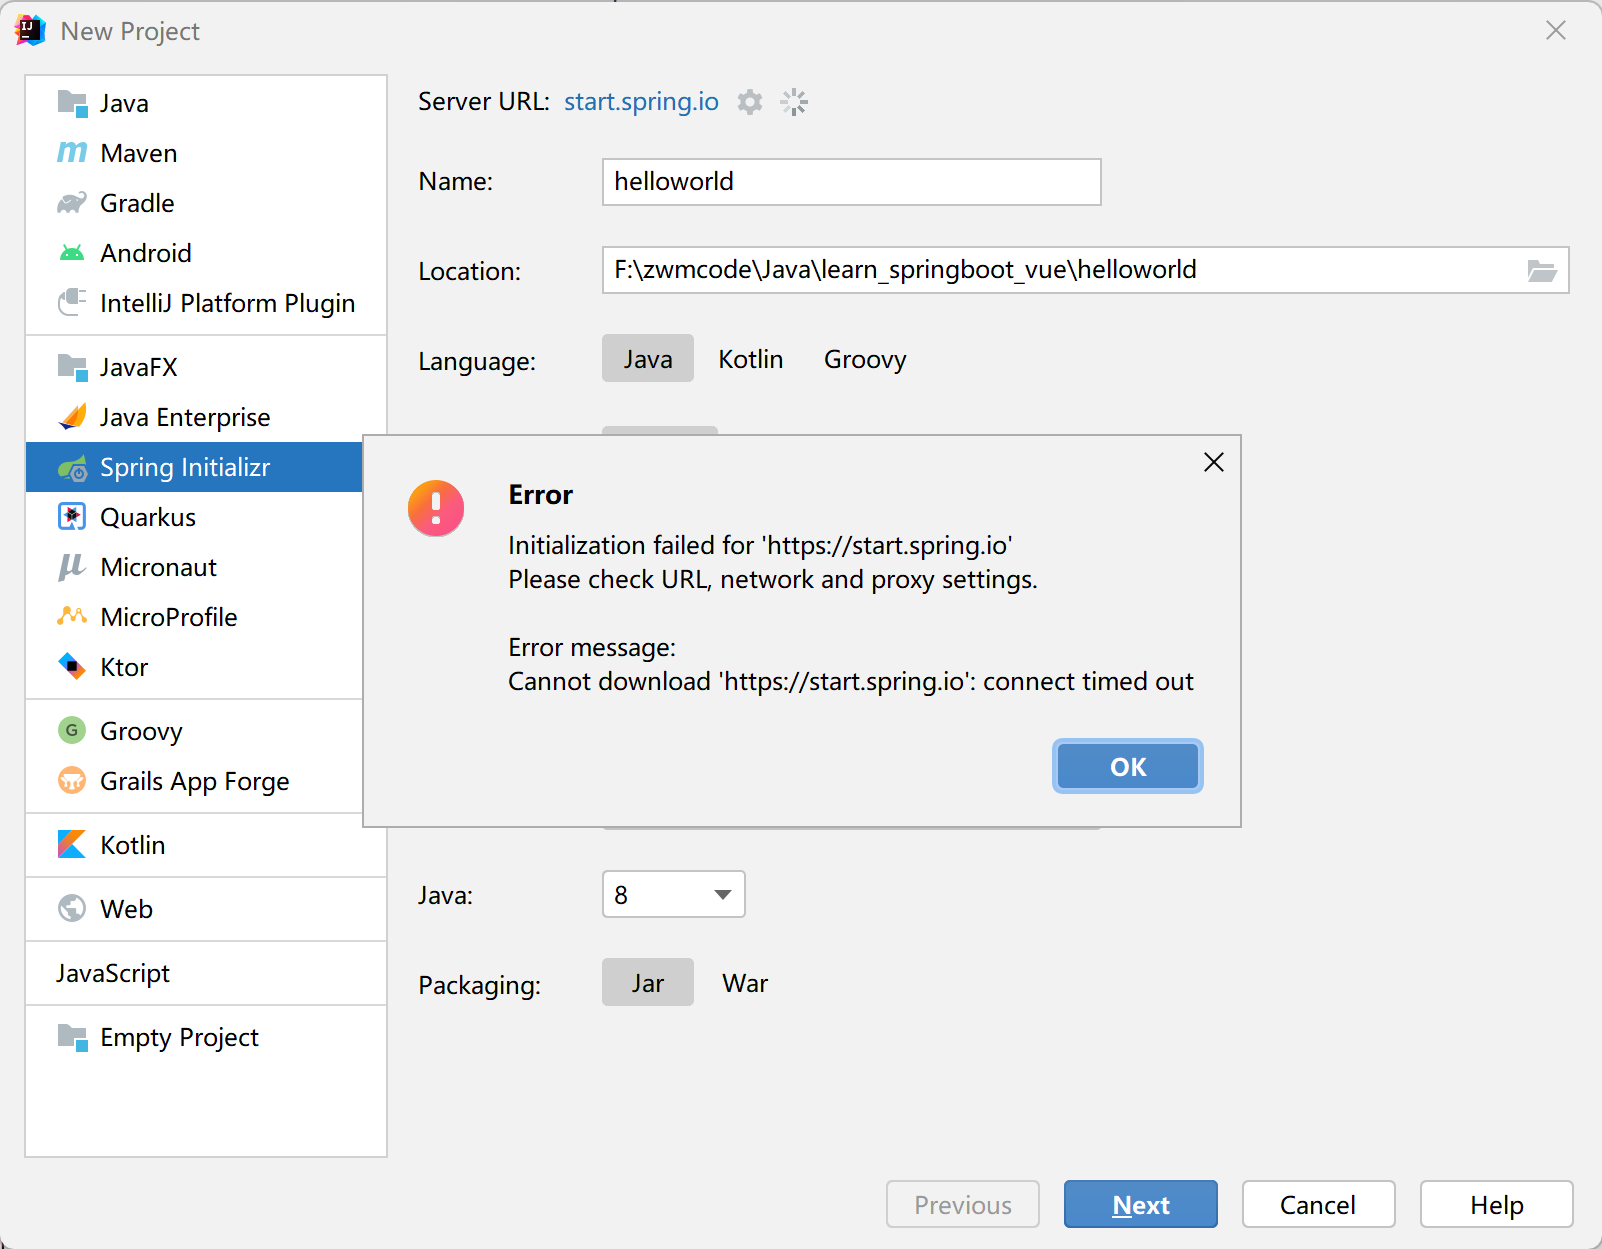 New Project
Java
Maven
Gradle
Android
IntelliJ Platform Plugin
JavaFX
Java Enterprise
Spring Initializr
Quarkus
Micronaut
MicroProfile
Ktor
Groovy
Grails App Forge
Kotlin
Web
JavaScript
Empty Project
Server URL: start.spring.io
Name: helloworld
Location: F:\zwmcode\Java\learn_springboot_vue\helloworld
Language: Java Kotlin Groovy
Error
Initialization failed for 'https://start.spring.io'
Please check URL, network and proxy settings.
Error message:
Cannot download 'https://start.spring.io': connect timed out
OK
Java: 8
Packaging: Jar War
Previous Next Cancel Help